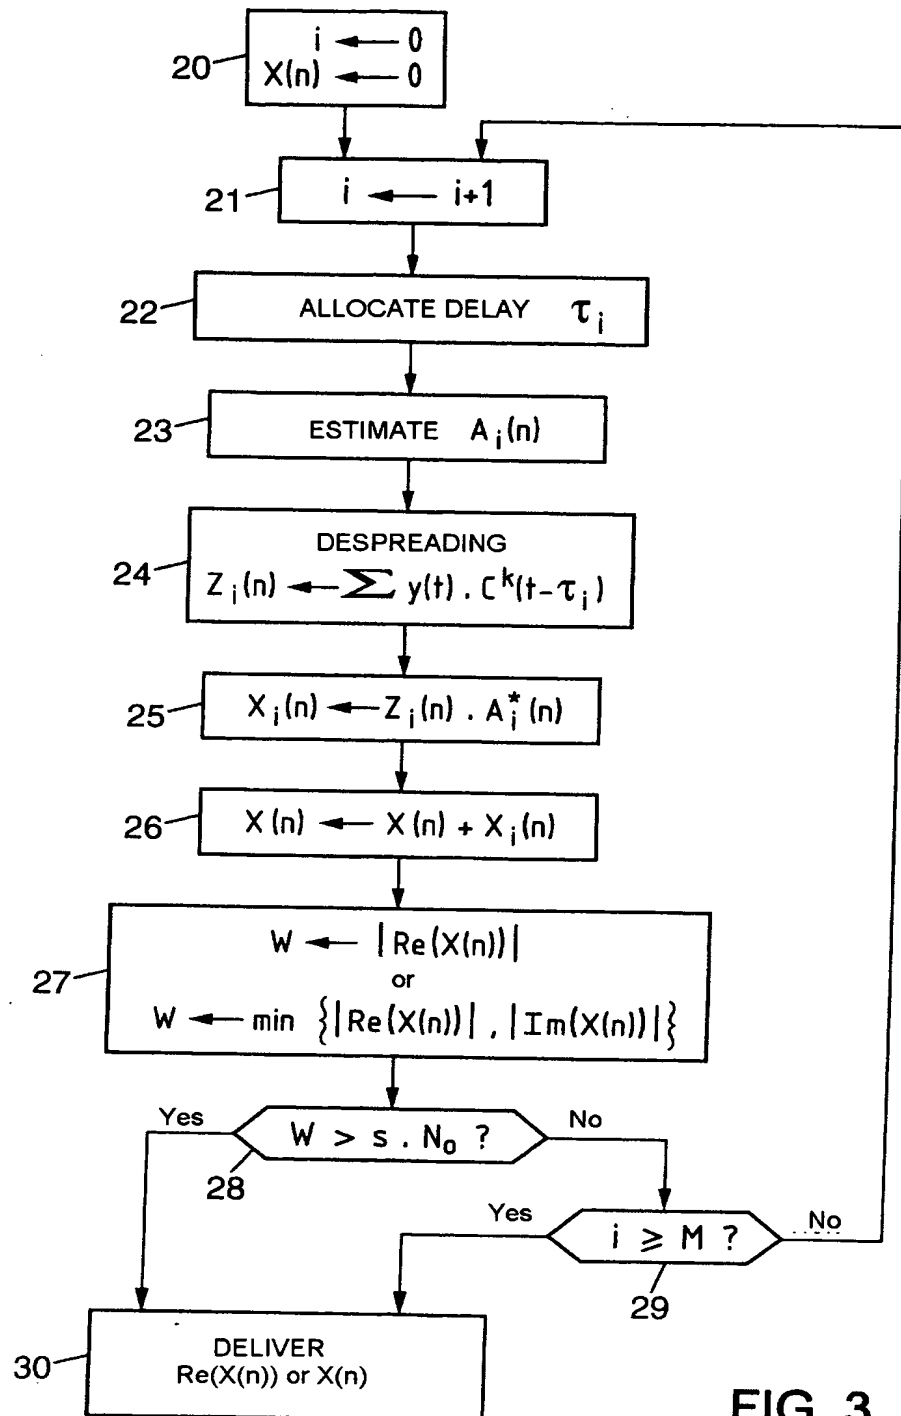 i ← 0
20
X(n) ← 0
21
i ← i+1
22
ALLOCATE DELAY τi
23
ESTIMATE Ai(n)
DESPREADING
24
Zi(n) ← Σ y(t) . C^k(t-τi)
25
Xi(n) ← Zi(n) . Ai*(n)
26
X(n) ← X(n) + Xi(n)
W ← |Re(X(n))|
27
or
W ← min {|Re(X(n))| , |Im(X(n))|}
Yes
W > s . N₀ ?
No
28
Yes
i ⩾ M ?
No
29
30
DELIVER
Re(X(n)) or X(n)
FIG. 3